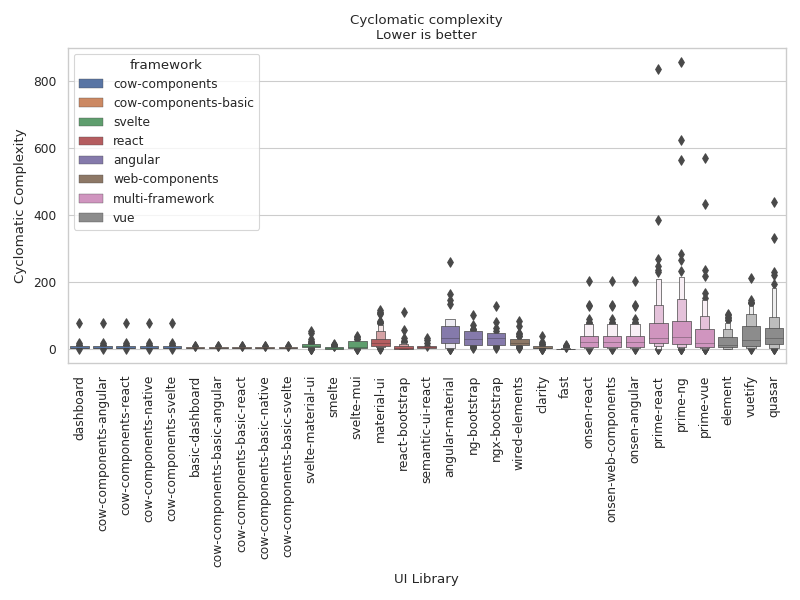 Cyclomatic complexity
Lower is better
framework
cow-components
cow-components-basic
svelte
react
angular
web-components
multi-framework
vue
Cyclomatic Complexity
800
600
400
200
0
dashboard
cow-components-angular
cow-components-react
cow-components-native
cow-components-svelte
basic-dashboard
cow-components-basic-angular
cow-components-basic-react
cow-components-basic-native
cow-components-basic-svelte
svelte-material-ui
smelte
svelte-mui
material-ui
react-bootstrap
semantic-ui-react
angular-material
ng-bootstrap
ngx-bootstrap
wired-elements
clarity
fast
onsen-react
onsen-web-components
onsen-angular
prime-react
prime-ng
prime-vue
element
vuetify
quasar
UI Library